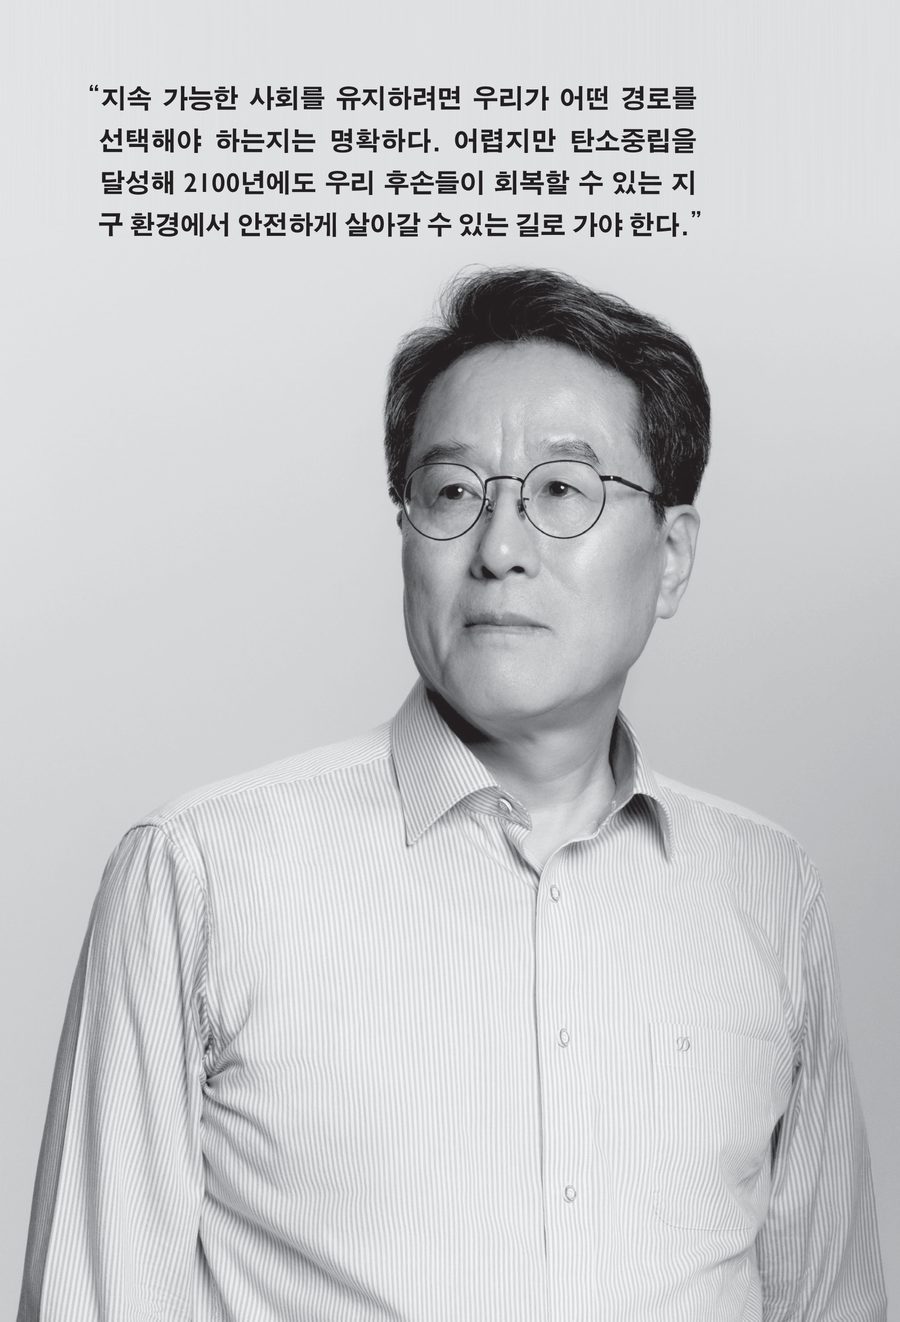 “지속 가능한 사회를 유지하려면 우리가 어떤 경로를
선택해야 하는지는 명확하다. 어렵지만 탄소중립을
달성해 2100년에도 우리 후손들이 회복할 수 있는 지
구 환경에서 안전하게 살아갈 수 있는 길로 가야 한다.”